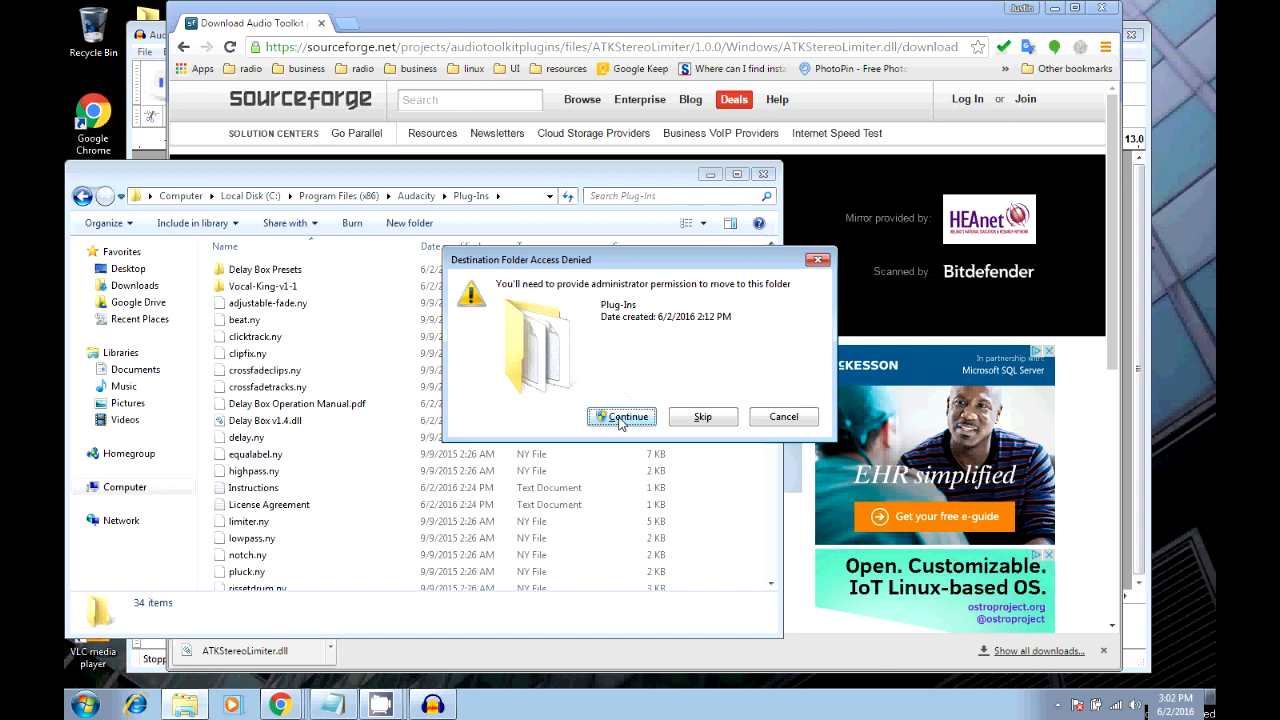 Recycle Bin
Google Chrome
VLC media player
Justin
Download Audio Toolkit
https://sourceforge.net/projects/audiotoolkitplugins/files/ATKStereoLimiter/1.0.0/Windows/ATKStereoLimiter.dll/download
Apps radio business radio business linux UI resources Google Keep Where can I find insta PhotoPin - Free Photo » Other bookmarks
sourceforge Search Browse Enterprise Blog Deals Help Log In or Join
SOLUTION CENTERS Go Parallel Resources Newsletters Cloud Storage Providers Business VoIP Providers Internet Speed Test
File
13.0
Mirror provided by: HEAnet
Scanned by: Bitdefender
Computer Local Disk (C:) Program Files (x86) Audacity Plug-Ins Search Plug-Ins
Organize Include in library Share with Burn New folder
Favorites
Desktop
Downloads
Google Drive
Recent Places
Libraries
Documents
Music
Pictures
Videos
Homegroup
Computer
Network
Name
Delay Box Presets
Vocal-King-v1-1
adjustable-fade.ny
beat.ny
clicktrack.ny
clipfix.ny
crossfadeclips.ny
crossfadetracks.ny
Delay Box Operation Manual.pdf
Delay Box v1.4.dll
delay.ny
equalabel.ny 9/9/2015 2:26 AM NY File 7 KB
highpass.ny 9/9/2015 2:26 AM NY File 2 KB
Instructions 6/2/2016 2:24 PM Text Document 1 KB
License Agreement 6/2/2016 2:24 PM Text Document 1 KB
limiter.ny 9/9/2015 2:26 AM NY File 5 KB
lowpass.ny 9/9/2015 2:26 AM NY File 2 KB
notch.ny 9/9/2015 2:26 AM NY File 2 KB
pluck.ny 9/9/2015 2:26 AM NY File 2 KB
rissetdrum.ny 9/9/2015 2:26 AM NY File 3 KB
34 items
Destination Folder Access Denied
You'll need to provide administrator permission to move to this folder
Plug-Ins
Date created: 6/2/2016 2:12 PM
Continue Skip Cancel
In partnership with:
Microsoft SQL Server
EHR simplified
Get your free e-guide
Open. Customizable.
IoT Linux-based OS.
ostroproject.org
@ostroproject
ATKStereoLimiter.dll
Show all downloads...
3:02 PM
6/2/2016